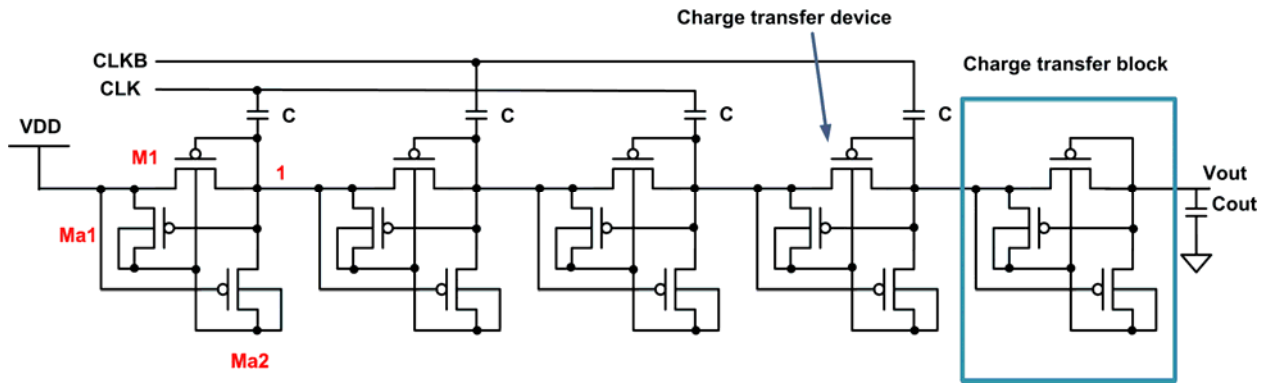 Charge transfer device
CLKB
Charge transfer block
CLK
C
C
C
C
VDD
M1
1
Vout
Cout
Ma1
Ma2